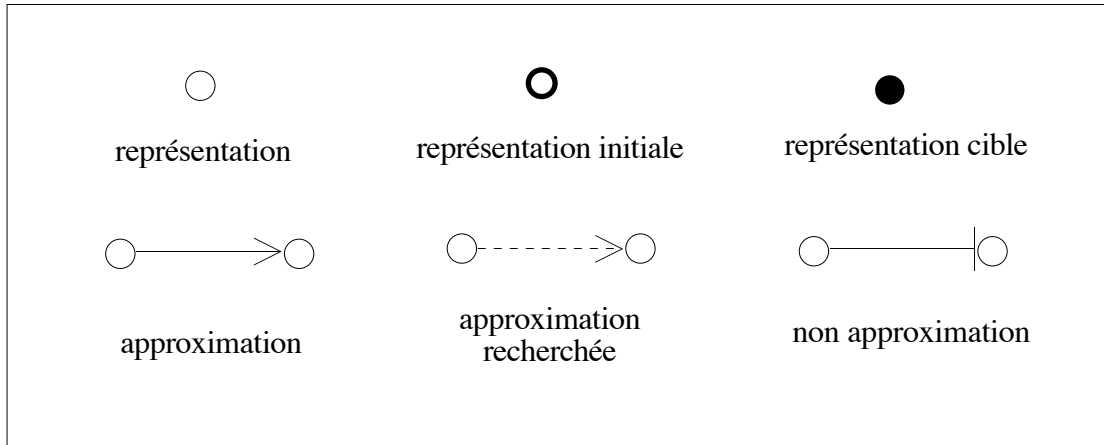 représentation
représentation initiale
représentation cible
approximation
approximation
recherchée
non approximation